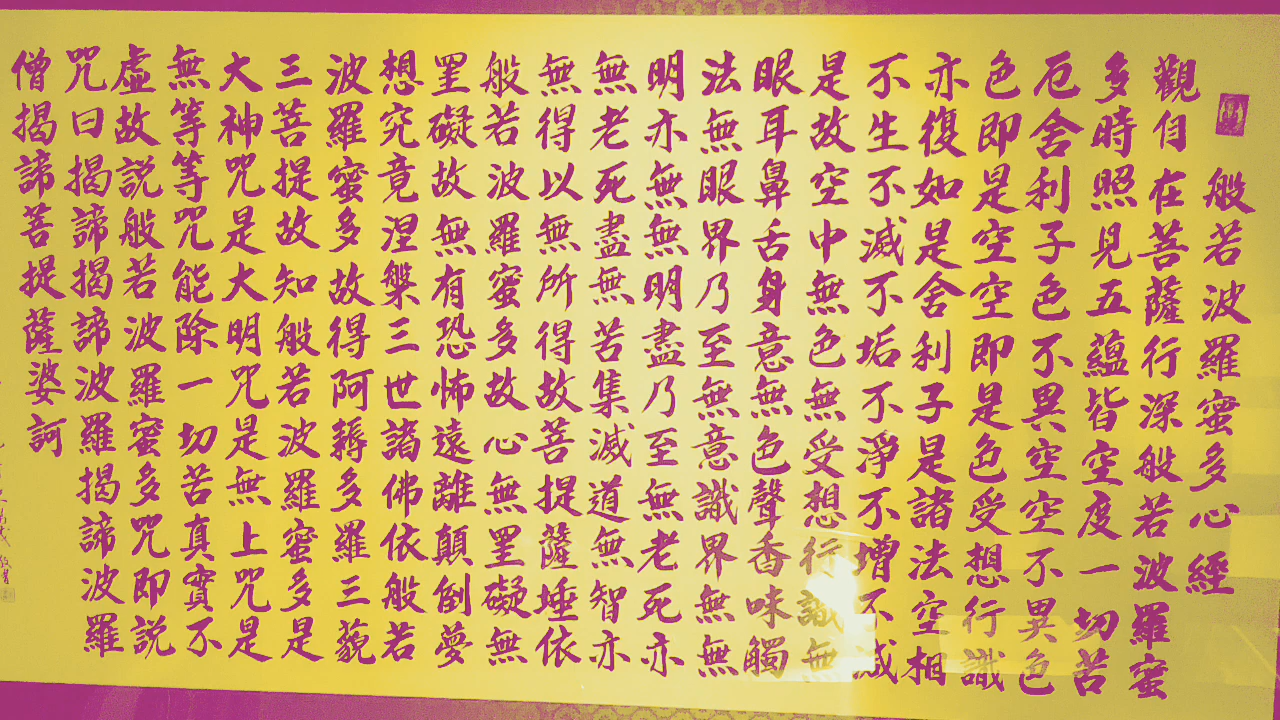 般若波羅蜜多心經
觀自在菩薩行深般若波羅蜜
多時照見五蘊皆空度一切苦
厄舍利子色不異空空不異色
色即是空空即是色受想行識
亦復如是舍利子是諸法空相
不生不滅不垢不淨不增不減
是故空中無色無受想行識無
眼耳鼻舌身意無色聲香味觸
法無眼界乃至無意識界無無
明亦無無明盡乃至無老死亦
無老死盡無苦集滅道無智亦
無得以無所得故菩提薩埵依
般若波羅蜜多故心無罣礙無
罣礙故無有恐怖遠離顛倒夢
想究竟涅槃三世諸佛依般若
波羅蜜多故得阿耨多羅三藐
三菩提故知般若波羅蜜多是
大神咒是大明咒是無上咒是
無等等咒能除一切苦真實不
虛故説般若波羅蜜多咒即説
咒曰揭諦揭諦波羅揭諦波羅
僧揭諦菩提薩婆訶